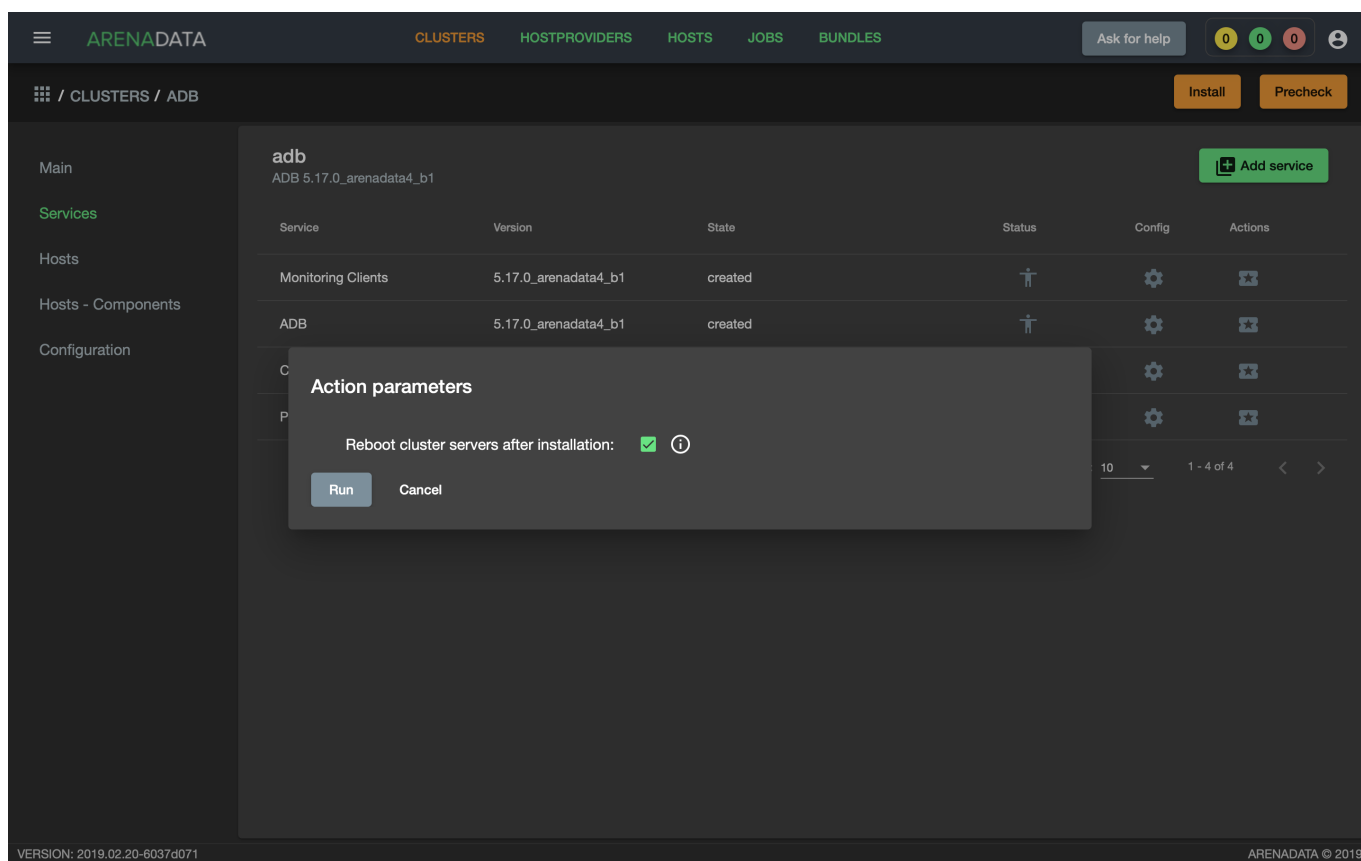 ARENADATA CLUSTERS HOSTPROVIDERS HOSTS JOBS BUNDLES Ask for help 0 0 0
/ CLUSTERS / ADB Install Precheck
Main
Services
Hosts
Hosts - Components
Configuration
adb
ADB 5.17.0_arenadata4_b1
Add service
Service Version State Status Config Actions
Monitoring Clients 5.17.0_arenadata4_b1 created
ADB 5.17.0_arenadata4_b1 created
C
P
10 1 - 4 of 4
Action parameters
Reboot cluster servers after installation:
Run Cancel
VERSION: 2019.02.20-6037d071 ARENADATA © 2019